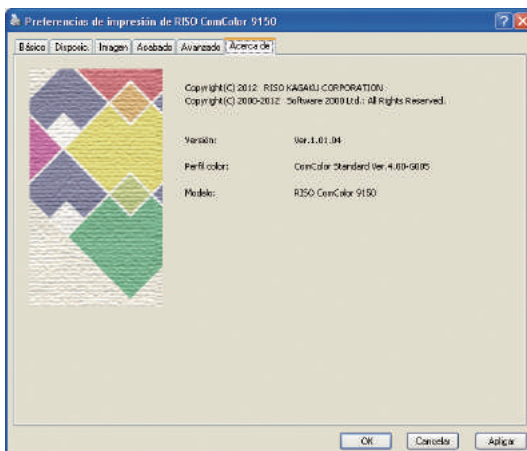 Preferencias de impresión de RISO ComColor 9150
Básico Disposic. Imagen Acabado Avanzado Acerca de
Copyright(C) 2012 RISO KAGAKU CORPORATION
Copyright(C) 2000-2012 Software 2000 Ltd.: All Rights Reserved.
Versión: Ver.1.01.04
Perfil color: ComColor Standard Ver.4.00-G005
Modelo: RISO ComColor 9150
OK Cancelar Aplicar